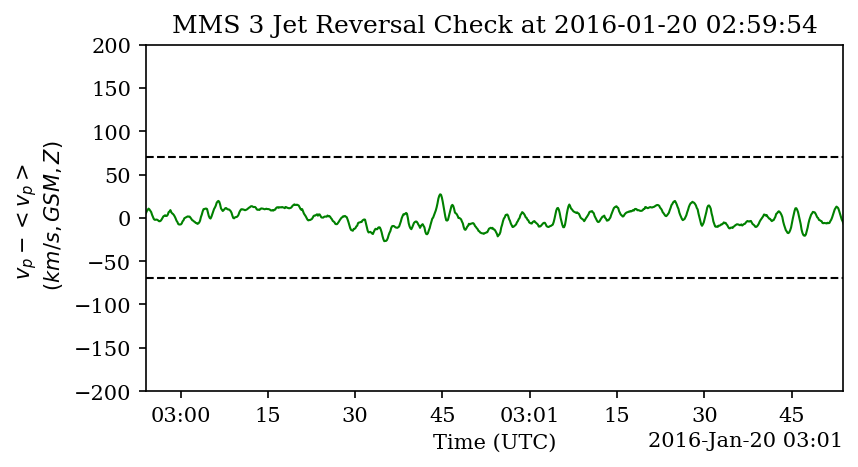 MMS 3 Jet Reversal Check at 2016-01-20 02:59:54
200
150
100
50
0
−50
−100
−150
−200
v_p − < v_p >
(km/s, GSM, Z)
03:00 15 30 45 03:01 15 30 45
Time (UTC)
2016-Jan-20 03:01